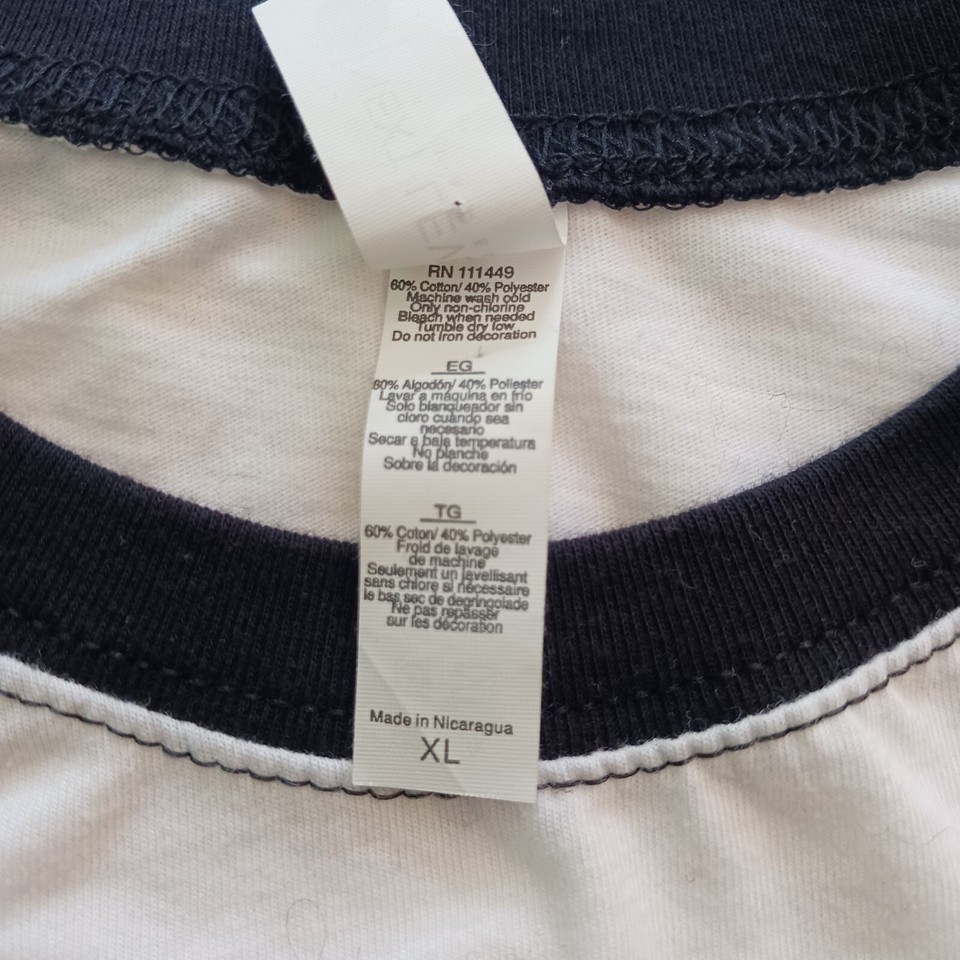 RN 111449
60% Cotton/ 40% Polyester
Machine wash cold
Only non-chlorine
Bleach when needed
Tumble dry low
Do not iron decoration
EG
60% Algodón/ 40% Poliester
Lavar a máquina en frío
Solo blanqueador sin
cloro cuando sea
necesario
Secar a baja temperatura
No planche
Sobre la decoración
TG
60% Coton/ 40% Polyester
Froid de lavage
de machine
Seulement un javellisant
sans chlore si nécessaire
le bas sec de degringolade
Ne pas repasser
sur les décoration
Made in Nicaragua
XL